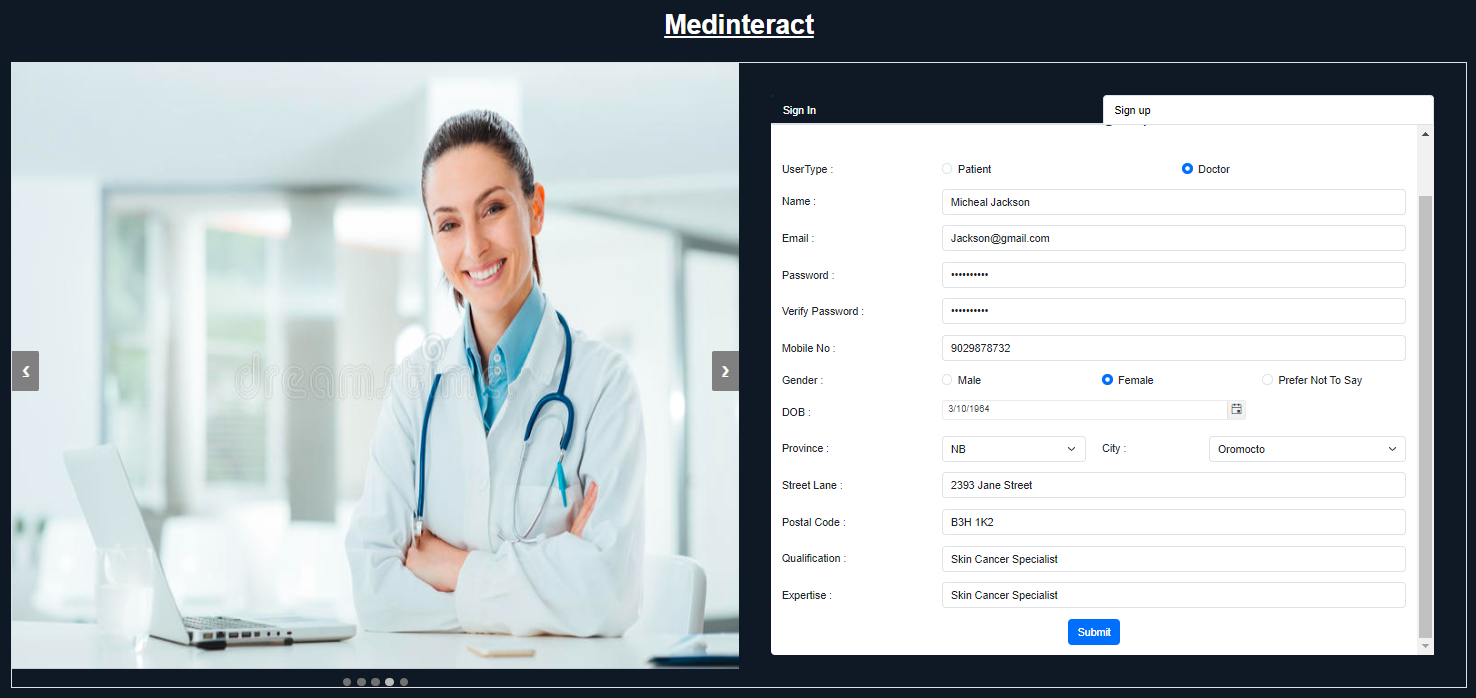 Medinteract
Sign In
Sign up
UserType :
Patient
Doctor
Name :
Micheal Jackson
Email :
Jackson@gmail.com
Password :
••••••••••
Verify Password :
••••••••••
Mobile No :
9029878732
Gender :
Male
Female
Prefer Not To Say
DOB :
3/10/1964
Province :
NB
City :
Oromocto
Street Lane :
2393 Jane Street
Postal Code :
B3H 1K2
Qualification :
Skin Cancer Specialist
Expertise :
Skin Cancer Specialist
Submit
dreamstime